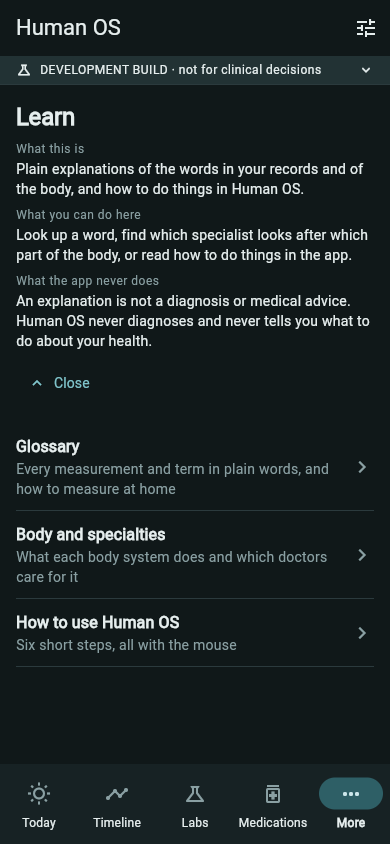 Human OS
DEVELOPMENT BUILD · not for clinical decisions
Learn
What this is
Plain explanations of the words in your records and of
the body, and how to do things in Human OS.
What you can do here
Look up a word, find which specialist looks after which
part of the body, or read how to do things in the app.
What the app never does
An explanation is not a diagnosis or medical advice.
Human OS never diagnoses and never tells you what to
do about your health.
Close
Glossary
Every measurement and term in plain words, and
how to measure at home
Body and specialties
What each body system does and which doctors
care for it
How to use Human OS
Six short steps, all with the mouse
Today
Timeline
Labs
Medications
More